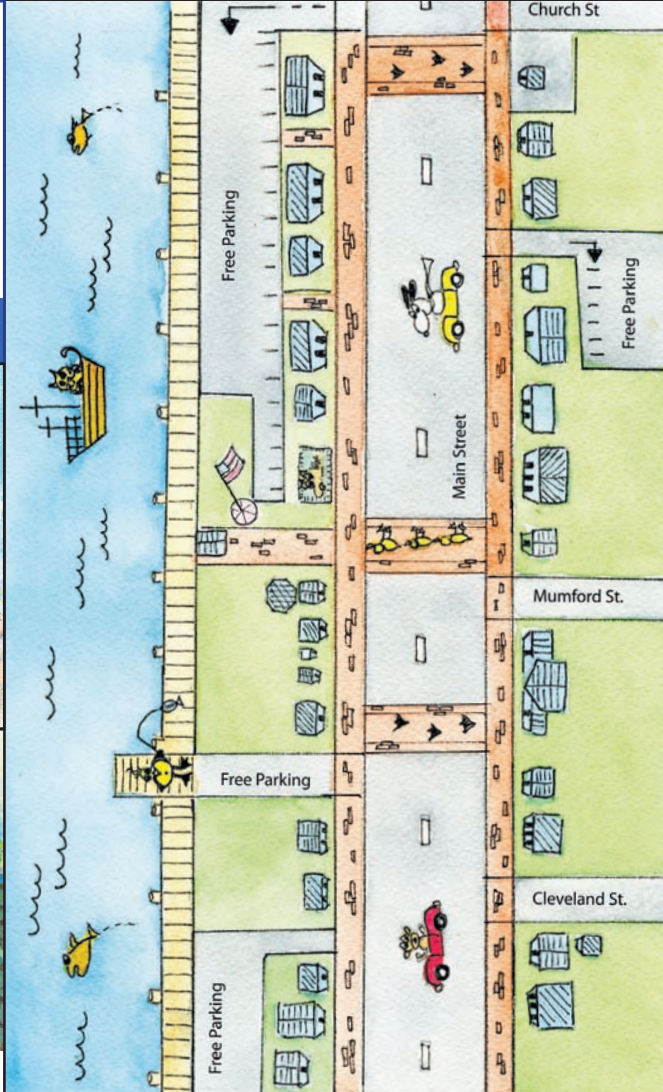 Church St
Free Parking
Free Parking
Main Street
Mumford St.
Free Parking
Cleveland St.
Free Parking